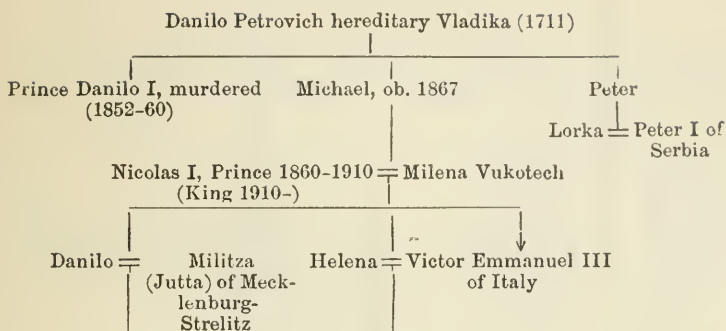 Danilo Petrovich hereditary Vladika (1711)
Prince Danilo I, murdered
(1852-60)
Michael, ob. 1867
Peter
Lorka = Peter I of
Serbia
Nicolas I, Prince 1860-1910 = Milena Vukotech
(King 1910-)
Danilo =
Militza
(Jutta) of Meck-
lenburg-
Strelitz
Helena = Victor Emmanuel III
of Italy